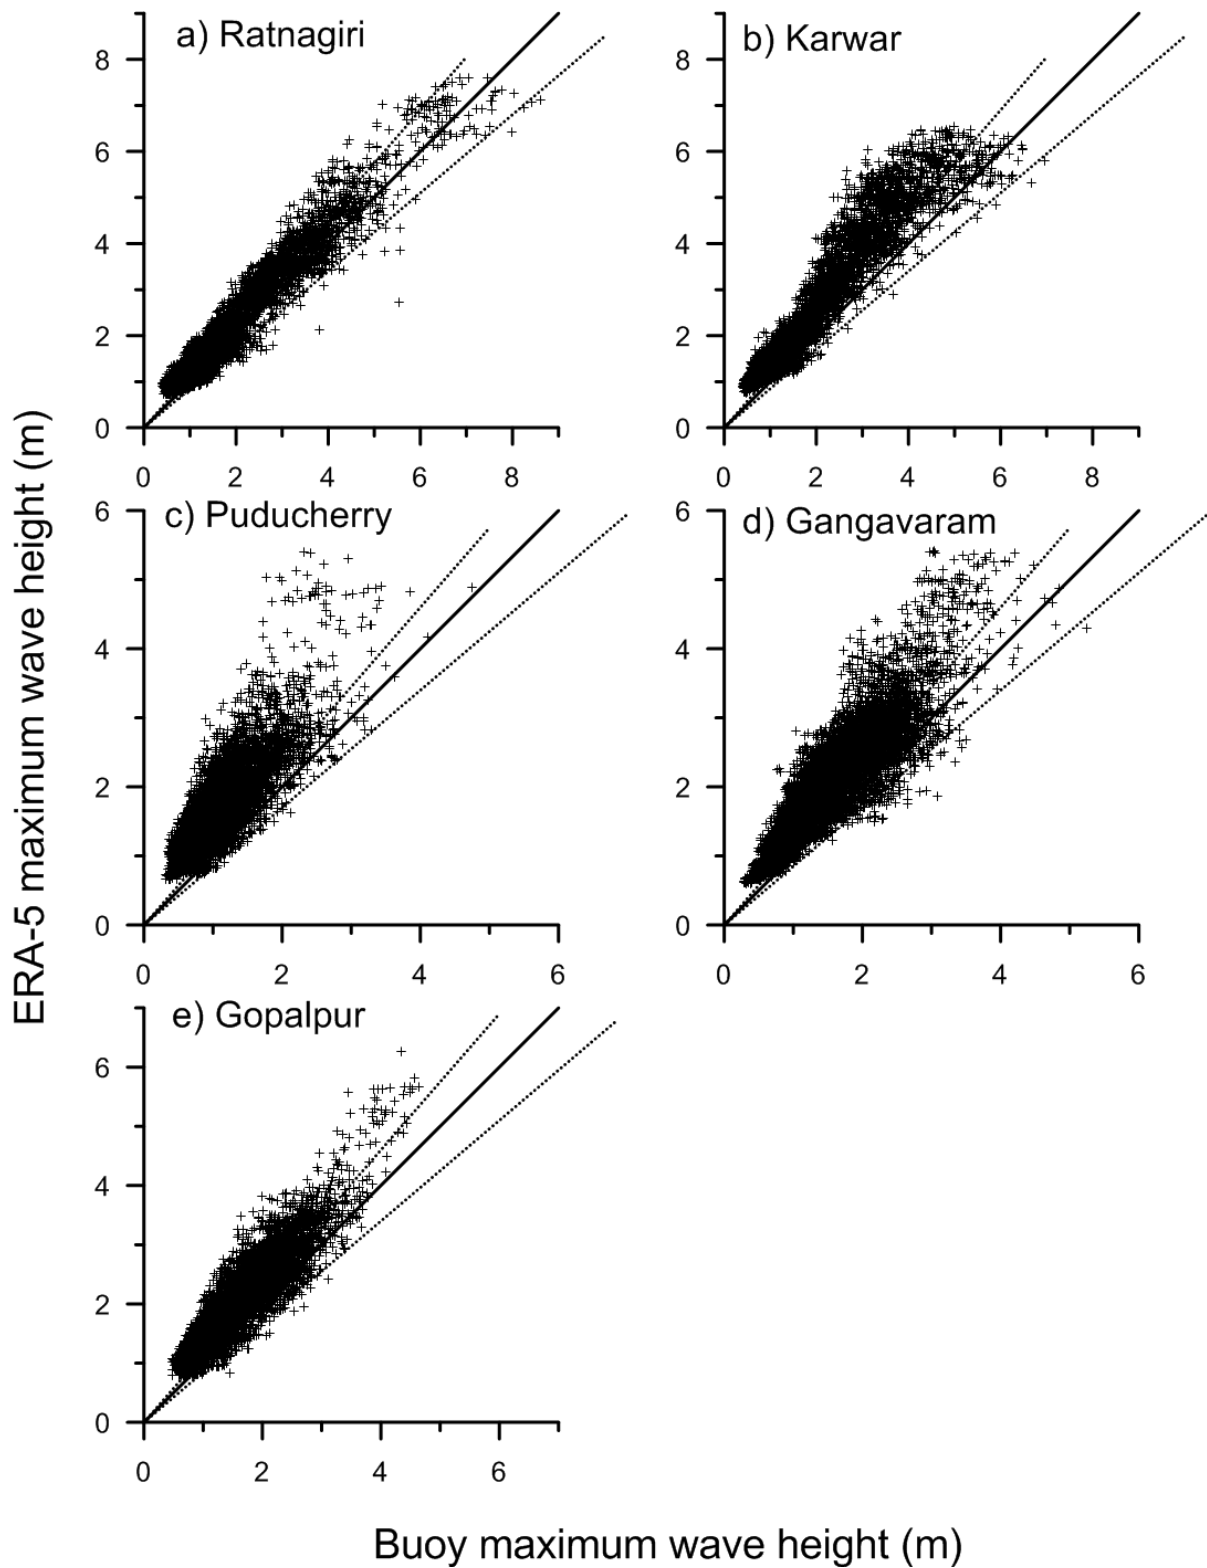 a) Ratnagiri
b) Karwar
8
6
4
2
0
0 2 4 6 8
8
6
4
2
0
0 2 4 6 8
c) Puducherry
d) Gangavaram
6
4
2
0
0 2 4 6
6
4
2
0
0 2 4 6
e) Gopalpur
6
4
2
0
0 2 4 6
ERA-5 maximum wave height (m)
Buoy maximum wave height (m)